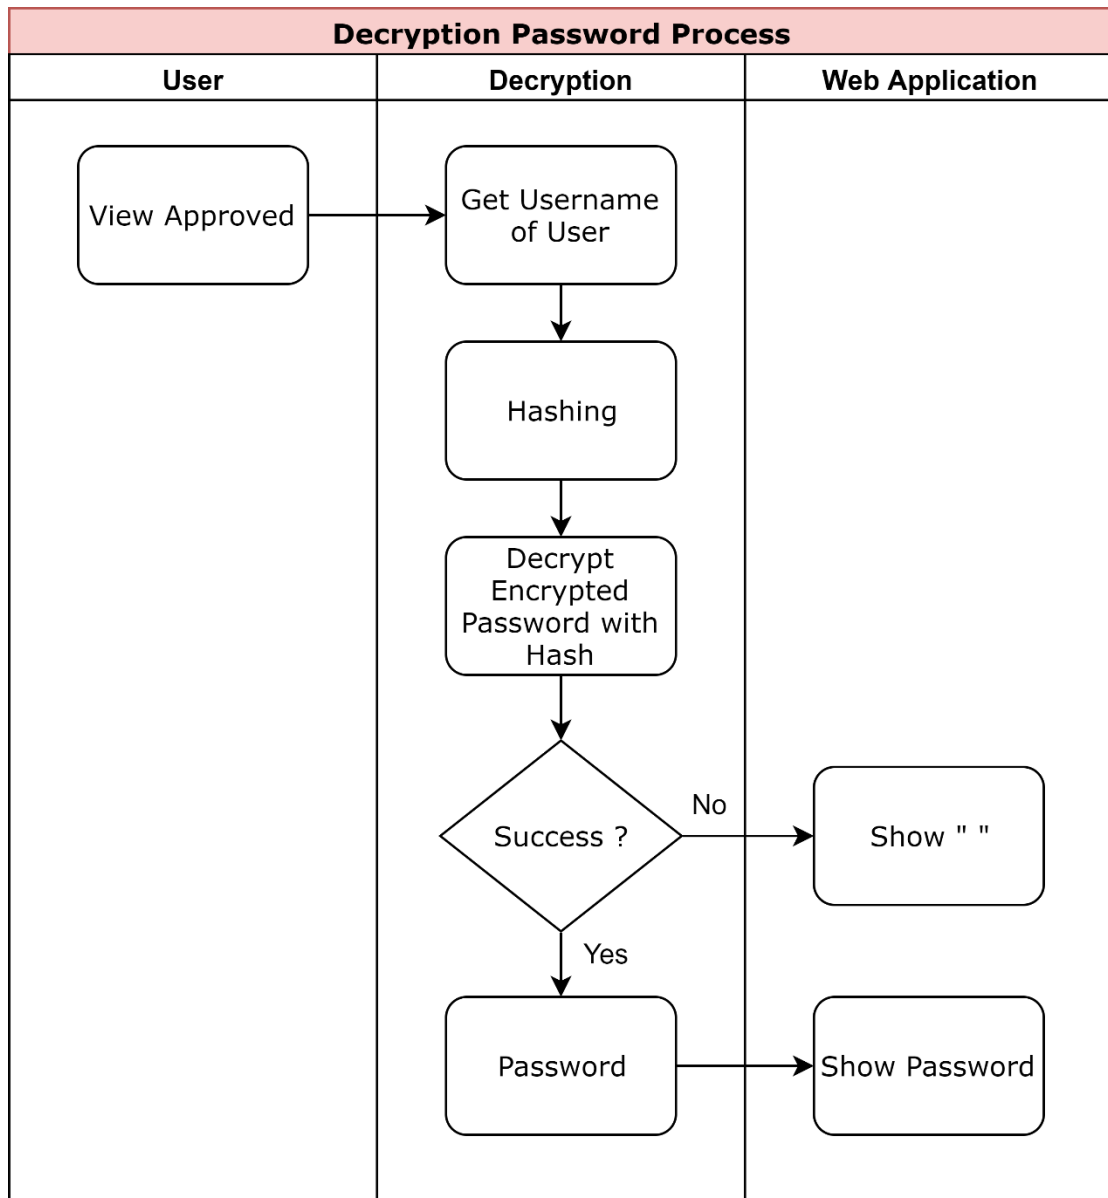 Decryption Password Process
User
Decryption
Web Application
View Approved
Get Username
of User
Hashing
Decrypt
Encrypted
Password with
Hash
Success ?
No
Show " "
Yes
Password
Show Password